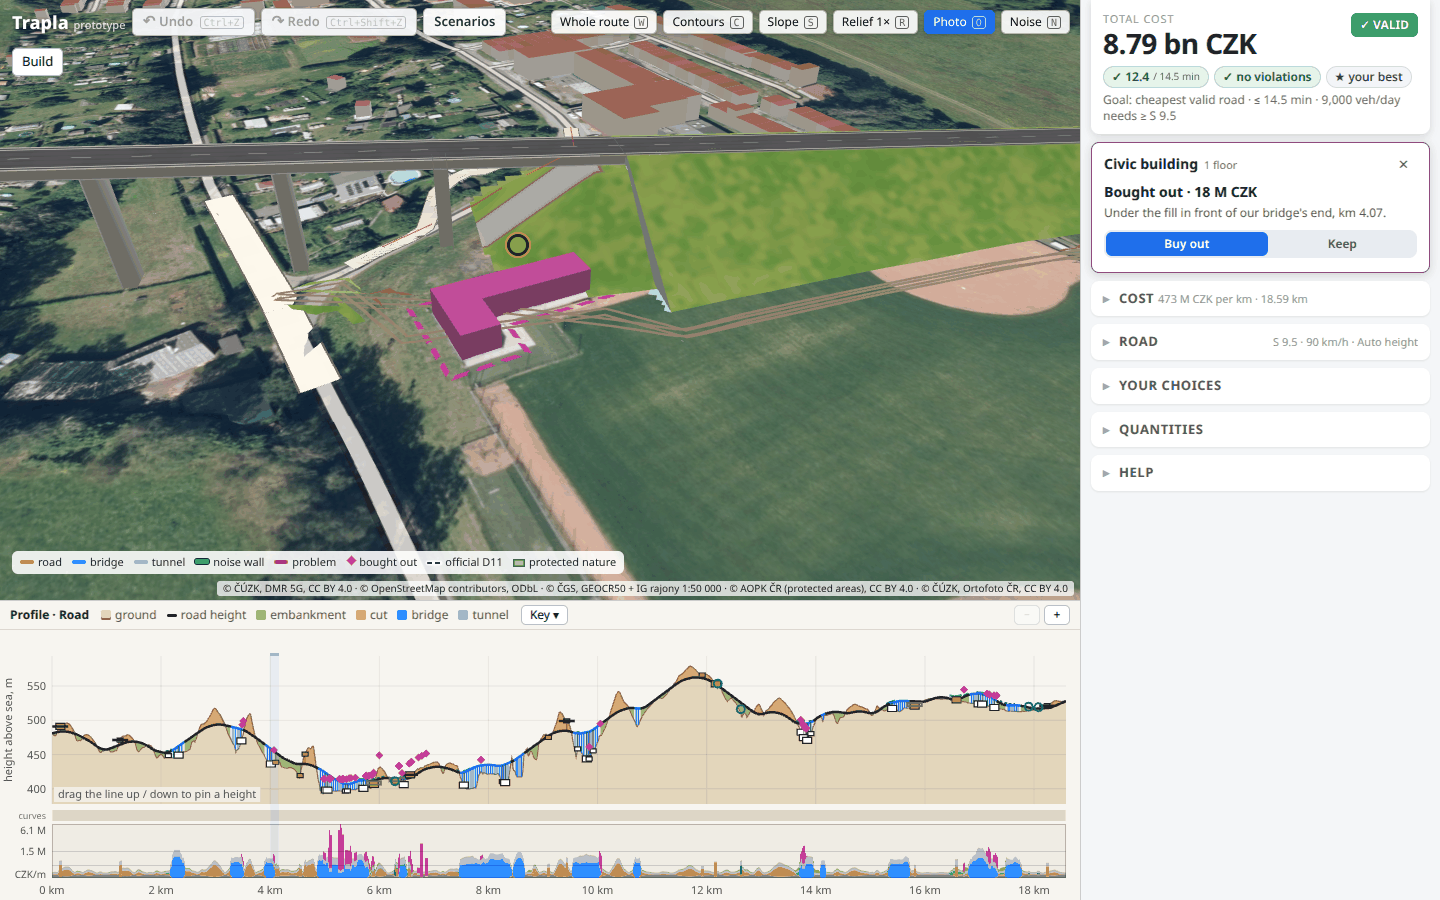 Trapla prototype
↶ Undo Ctrl+Z
↷ Redo Ctrl+Shift+Z
Scenarios
Whole route W
Contours C
Slope S
Relief 1× R
Photo O
Noise N
Build
road bridge tunnel noise wall problem bought out official D11 protected nature
© ČÚZK, DMR 5G, CC BY 4.0 · © OpenStreetMap contributors, ODbL · © ČGS, GEOCR50 + IG rajony 1:50 000 · © AOPK ČR (protected areas), CC BY 4.0 · © ČÚZK, Ortofoto ČR, CC BY 4.0
TOTAL COST
8.79 bn CZK
✓ VALID
✓ 12.4 / 14.5 min
✓ no violations
★ your best
Goal: cheapest valid road · ≤ 14.5 min · 9,000 veh/day
needs ≥ S 9.5
Civic building 1 floor ✕
Bought out · 18 M CZK
Under the fill in front of our bridge's end, km 4.07.
Buy out Keep
▶ COST 473 M CZK per km · 18.59 km
▶ ROAD S 9.5 · 90 km/h · Auto height
▶ YOUR CHOICES
▶ QUANTITIES
▶ HELP
Profile · Road ground road height embankment cut bridge tunnel Key ▾ − +
height above sea, m
550
500
450
400
drag the line up / down to pin a height
curves
6.1 M
1.5 M
CZK/m
0 km 2 km 4 km 6 km 8 km 10 km 12 km 14 km 16 km 18 km